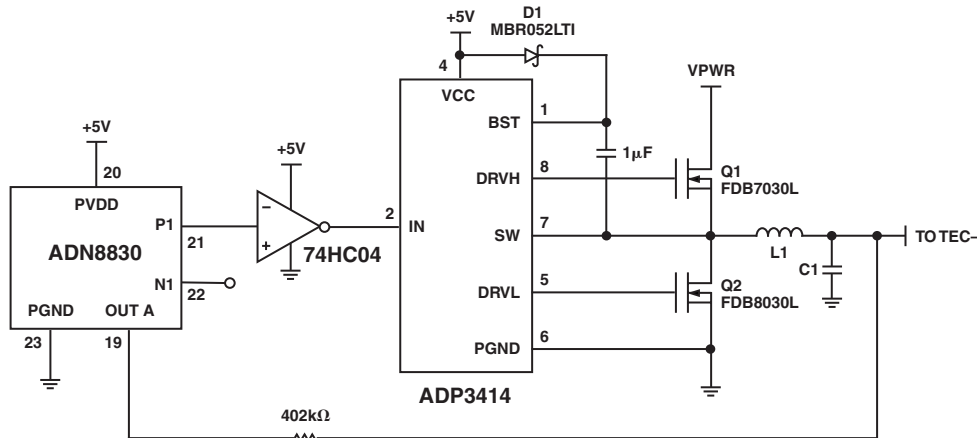 D1
MBR052LTI
+5V
4
VCC
VPWR
1
BST
1μF
+5V
20
PVDD
+5V
DRVH
8
Q1
FDB7030L
P1
21
ADN8830
2
IN
74HC04
SW
7
L1
TO TEC–
C1
N1
22
DRVL
5
Q2
FDB8030L
PGND
OUT A
23
19
PGND
6
ADP3414
402kΩ
–
+